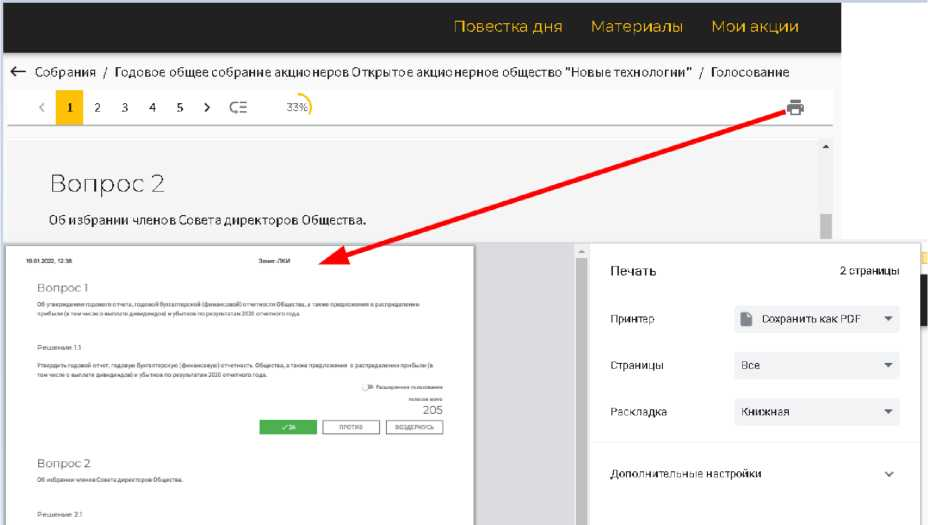 Повестка дня Материалы Мои акции
← Собрания / Годовое общее собрание акционеров Открытое акционерное общество "Новые технологии" / Голосование
< 1 2 3 4 5 > 33%
Вопрос 2
Об избрании членов Совета директоров Общества.
19.01.2022, 12:38 Зенит ЛКИ
Вопрос 1
Об утверждении годового отчета, годовой бухгалтерской (финансовой) отчетности Общества, а также предложения о распределении
прибыли (в том числе о выплате дивидендов) и убытков по результатам 2020 отчетного года.
Решение 1.1
Утвердить годовой отчет, годовую бухгалтерскую (финансовую) отчетность Общества, а также предложения о распределении прибыли (в
том числе о выплате дивидендов) и убытков по результатам 2020 отчетного года.
Расширенное голосование
голосов всего
205
✓ЗА ПРОТИВ ВОЗДЕРЖУСЬ
Вопрос 2
Об избрании членов Совета директоров Общества.
Решение 2.1
Печать 2 страницы
Принтер Сохранить как PDF
Страницы Все
Раскладка Книжная
Дополнительные настройки